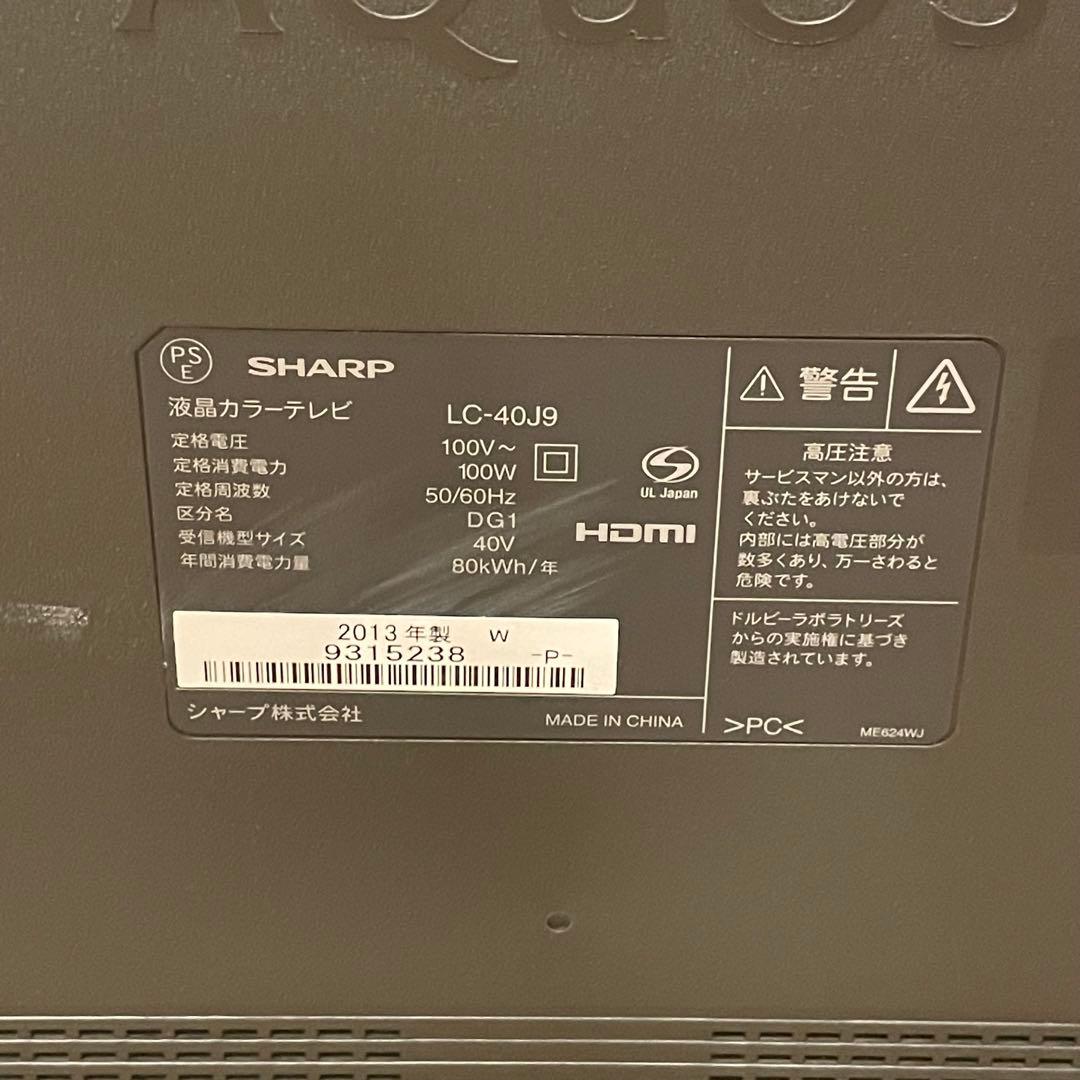 AQUOS
PSE SHARP
液晶カラーテレビ LC-40J9
定格電圧 100V～
定格消費電力 100W
定格周波数 50/60Hz
区分名 DG1
受信機型サイズ 40V
年間消費電力量 80kWh/年
UL Japan
HDMI
2013年製 W
9315238 -P-
シャープ株式会社 MADE IN CHINA
警告
高圧注意
サービスマン以外の方は、
裏ぶたをあけないで
ください。
内部には高電圧部分が
数多くあり、万一さわると
危険です。
ドルビーラボラトリーズ
からの実施権に基づき
製造されています。
>PC< ME624WJ